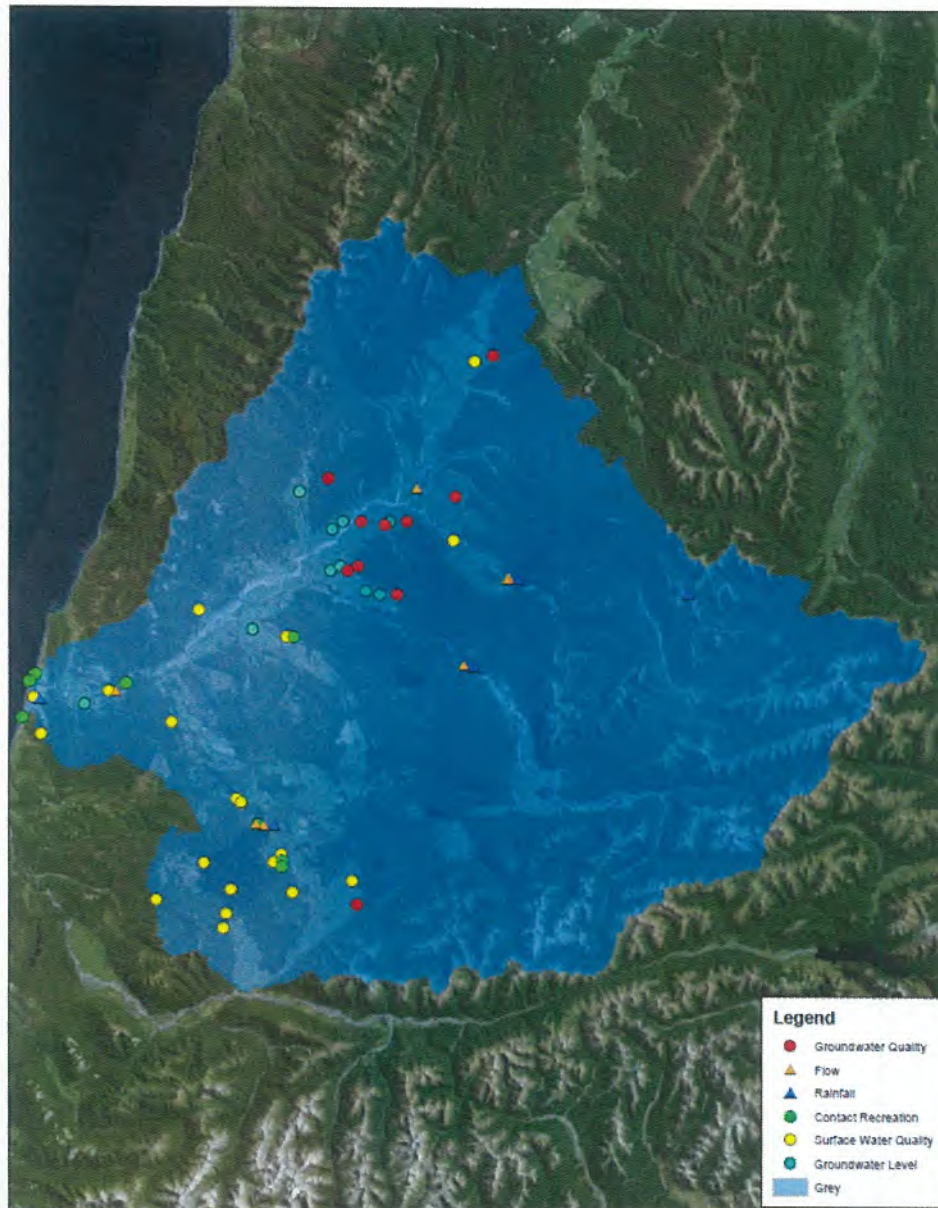 Legend
Groundwater Quality
Flow
Rainfall
Contact Recreation
Surface Water Quality
Groundwater Level
Grey